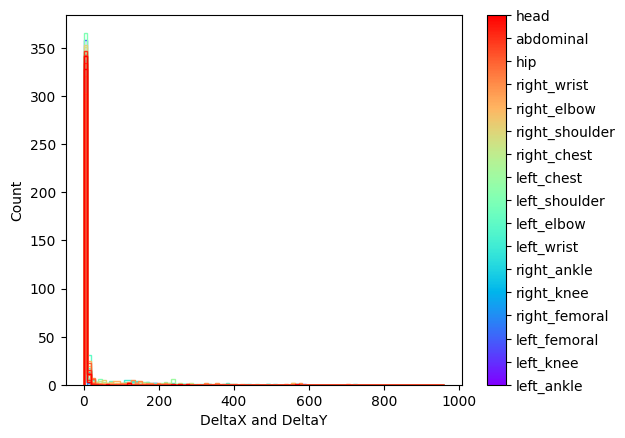 350
300
250
200
150
100
50
0
Count
0 200 400 600 800 1000
DeltaX and DeltaY
head
abdominal
hip
right_wrist
right_elbow
right_shoulder
right_chest
left_chest
left_shoulder
left_elbow
left_wrist
right_ankle
right_knee
right_femoral
left_femoral
left_knee
left_ankle